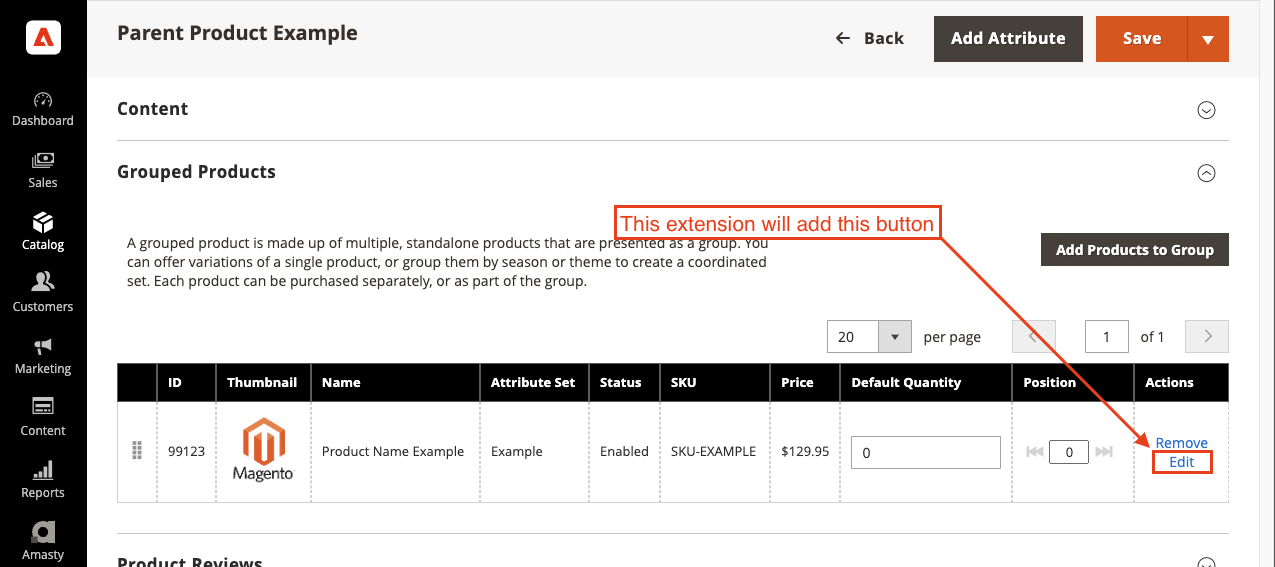 Parent Product Example
Back
Add Attribute
Save
Dashboard
Sales
Catalog
Customers
Marketing
Content
Reports
Amasty
Content
Grouped Products
This extension will add this button
A grouped product is made up of multiple, standalone products that are presented as a group. You
can offer variations of a single product, or group them by season or theme to create a coordinated
set. Each product can be purchased separately, or as part of the group.
Add Products to Group
20 per page 1 of 1
ID Thumbnail Name Attribute Set Status SKU Price Default Quantity Position Actions
99123 Magento Product Name Example Example Enabled SKU-EXAMPLE $129.95 0 0 Remove
Edit
Product Reviews